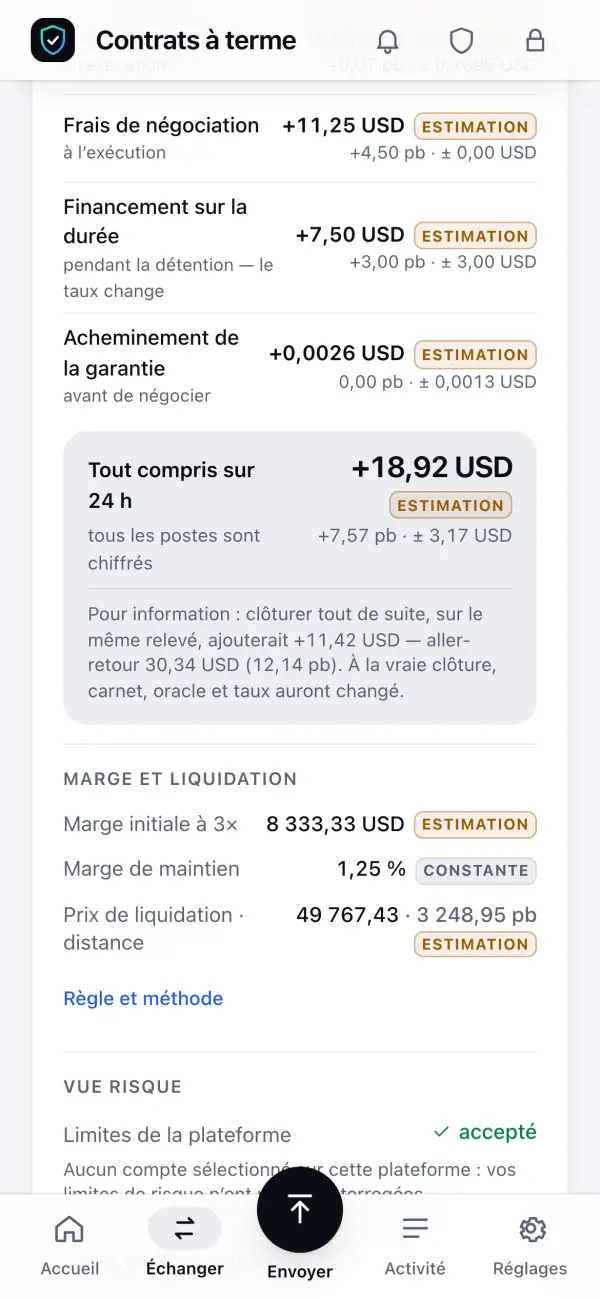 Contrats à terme
Frais de négociation +11,25 USD ESTIMATION
à l’exécution +4,50 pb · ± 0,00 USD
Financement sur la
durée +7,50 USD ESTIMATION
pendant la détention — le +3,00 pb · ± 3,00 USD
taux change
Acheminement de
la garantie +0,0026 USD ESTIMATION
avant de négocier 0,00 pb · ± 0,0013 USD
Tout compris sur +18,92 USD
24 h ESTIMATION
tous les postes sont +7,57 pb · ± 3,17 USD
chiffrés
Pour information : clôturer tout de suite, sur le
même relevé, ajouterait +11,42 USD — aller-
retour 30,34 USD (12,14 pb). À la vraie clôture,
carnet, oracle et taux auront changé.
MARGE ET LIQUIDATION
Marge initiale à 3× 8 333,33 USD ESTIMATION
Marge de maintien 1,25 % CONSTANTE
Prix de liquidation · 49 767,43 · 3 248,95 pb
distance ESTIMATION
Règle et méthode
VUE RISQUE
Limites de la plateforme ✓ accepté
Aucun compte sélectionné sur cette plateforme : vos
Accueil Échanger Envoyer Activité Réglages